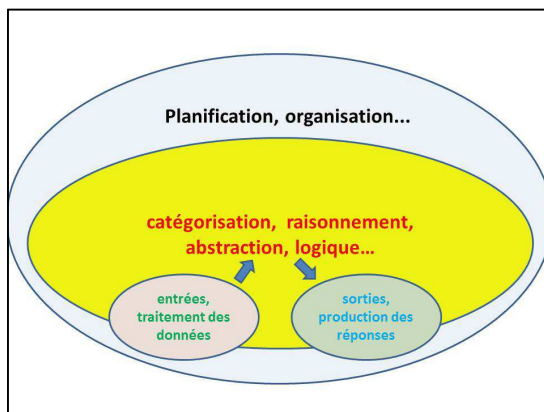 Planification, organisation...
catégorisation, raisonnement,
abstraction, logique...
entrées,
traitement des
données
sorties,
production des
réponses